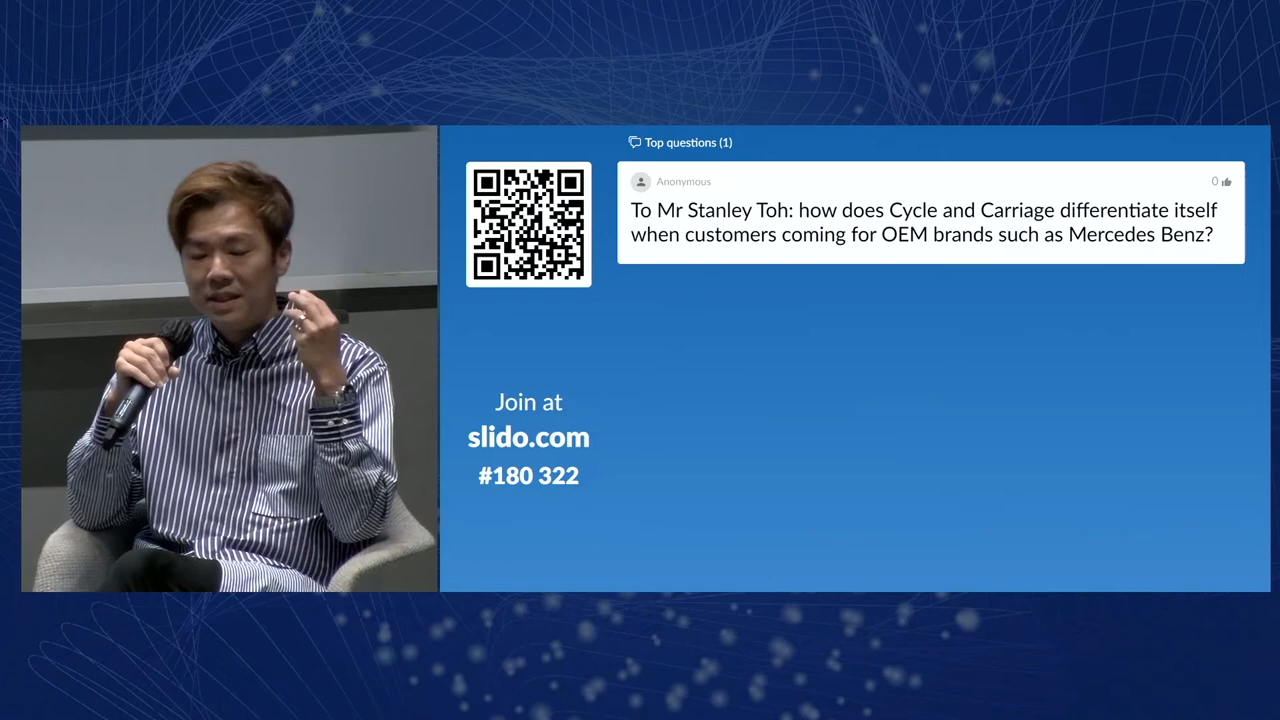 Top questions (1)
Anonymous
0
To Mr Stanley Toh: how does Cycle and Carriage differentiate itself
when customers coming for OEM brands such as Mercedes Benz?
Join at
slido.com
#180 322